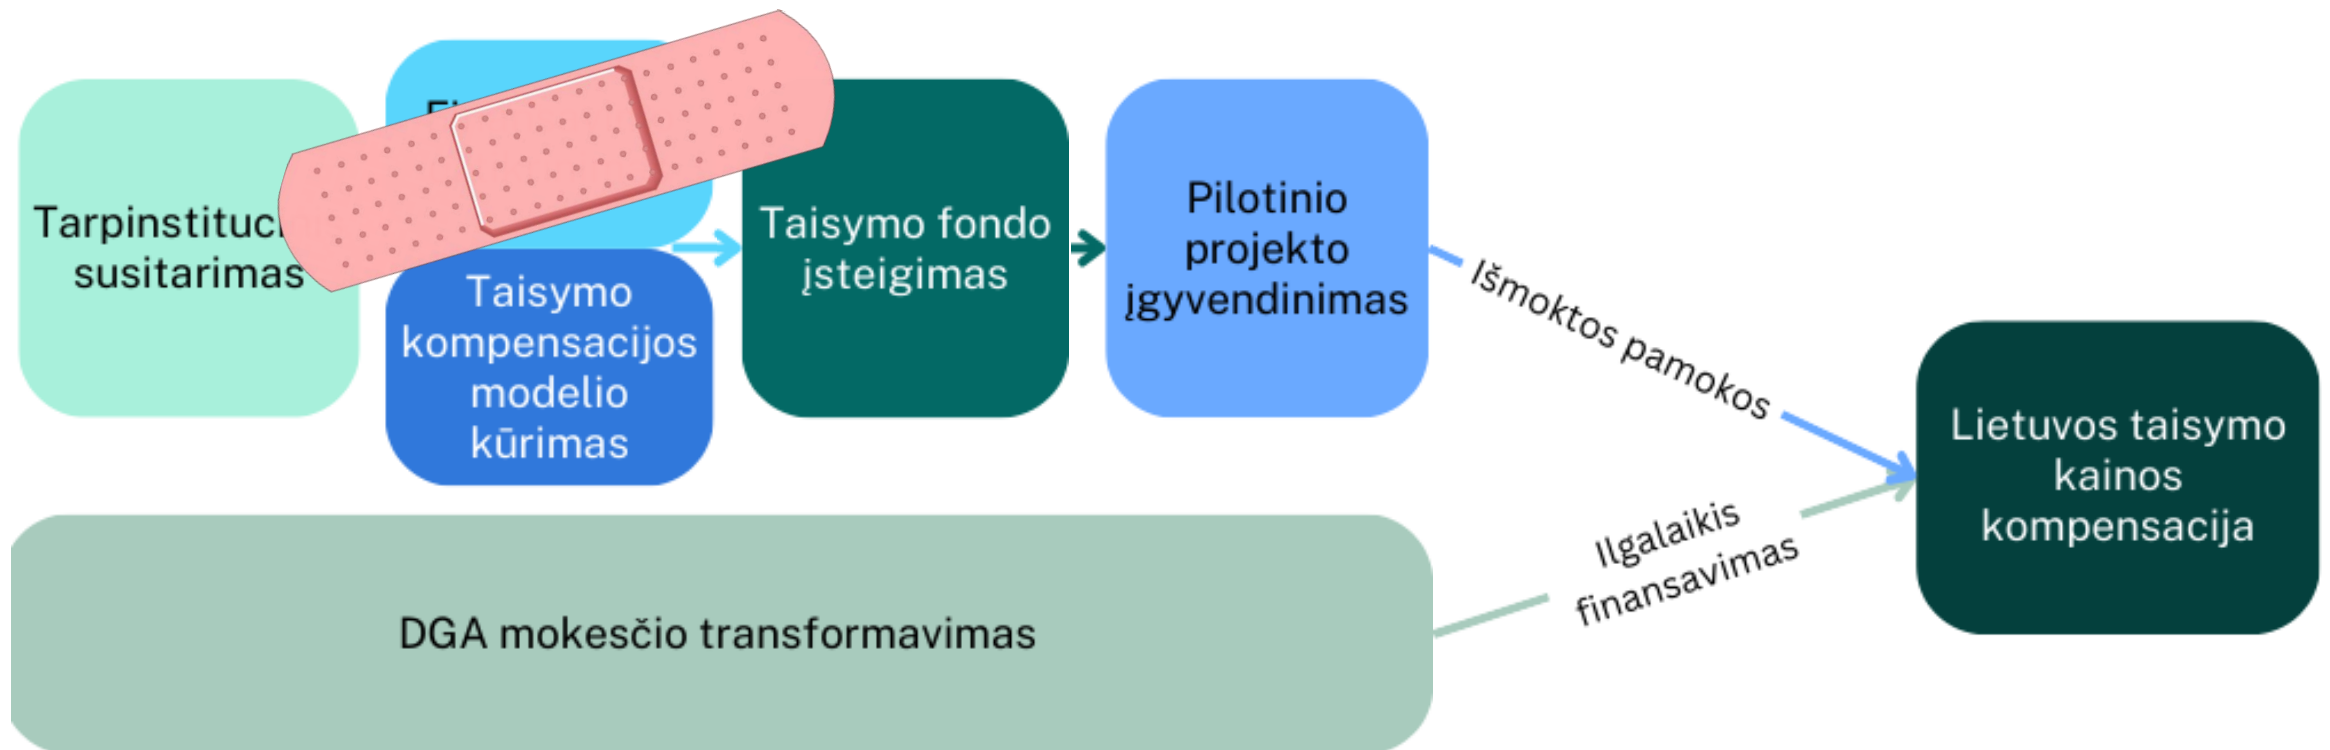 susitarimas
Taisymo
kompensacijos
modelio
kūrimas
Taisymo fondo
įsteigimas
Pilotinio
projekto
įgyvendinimas
Išmoktos pamokos
Ilgalaikis
finansavimas
Lietuvos taisymo
kainos
kompensacija
DGA mokesčio transformavimas